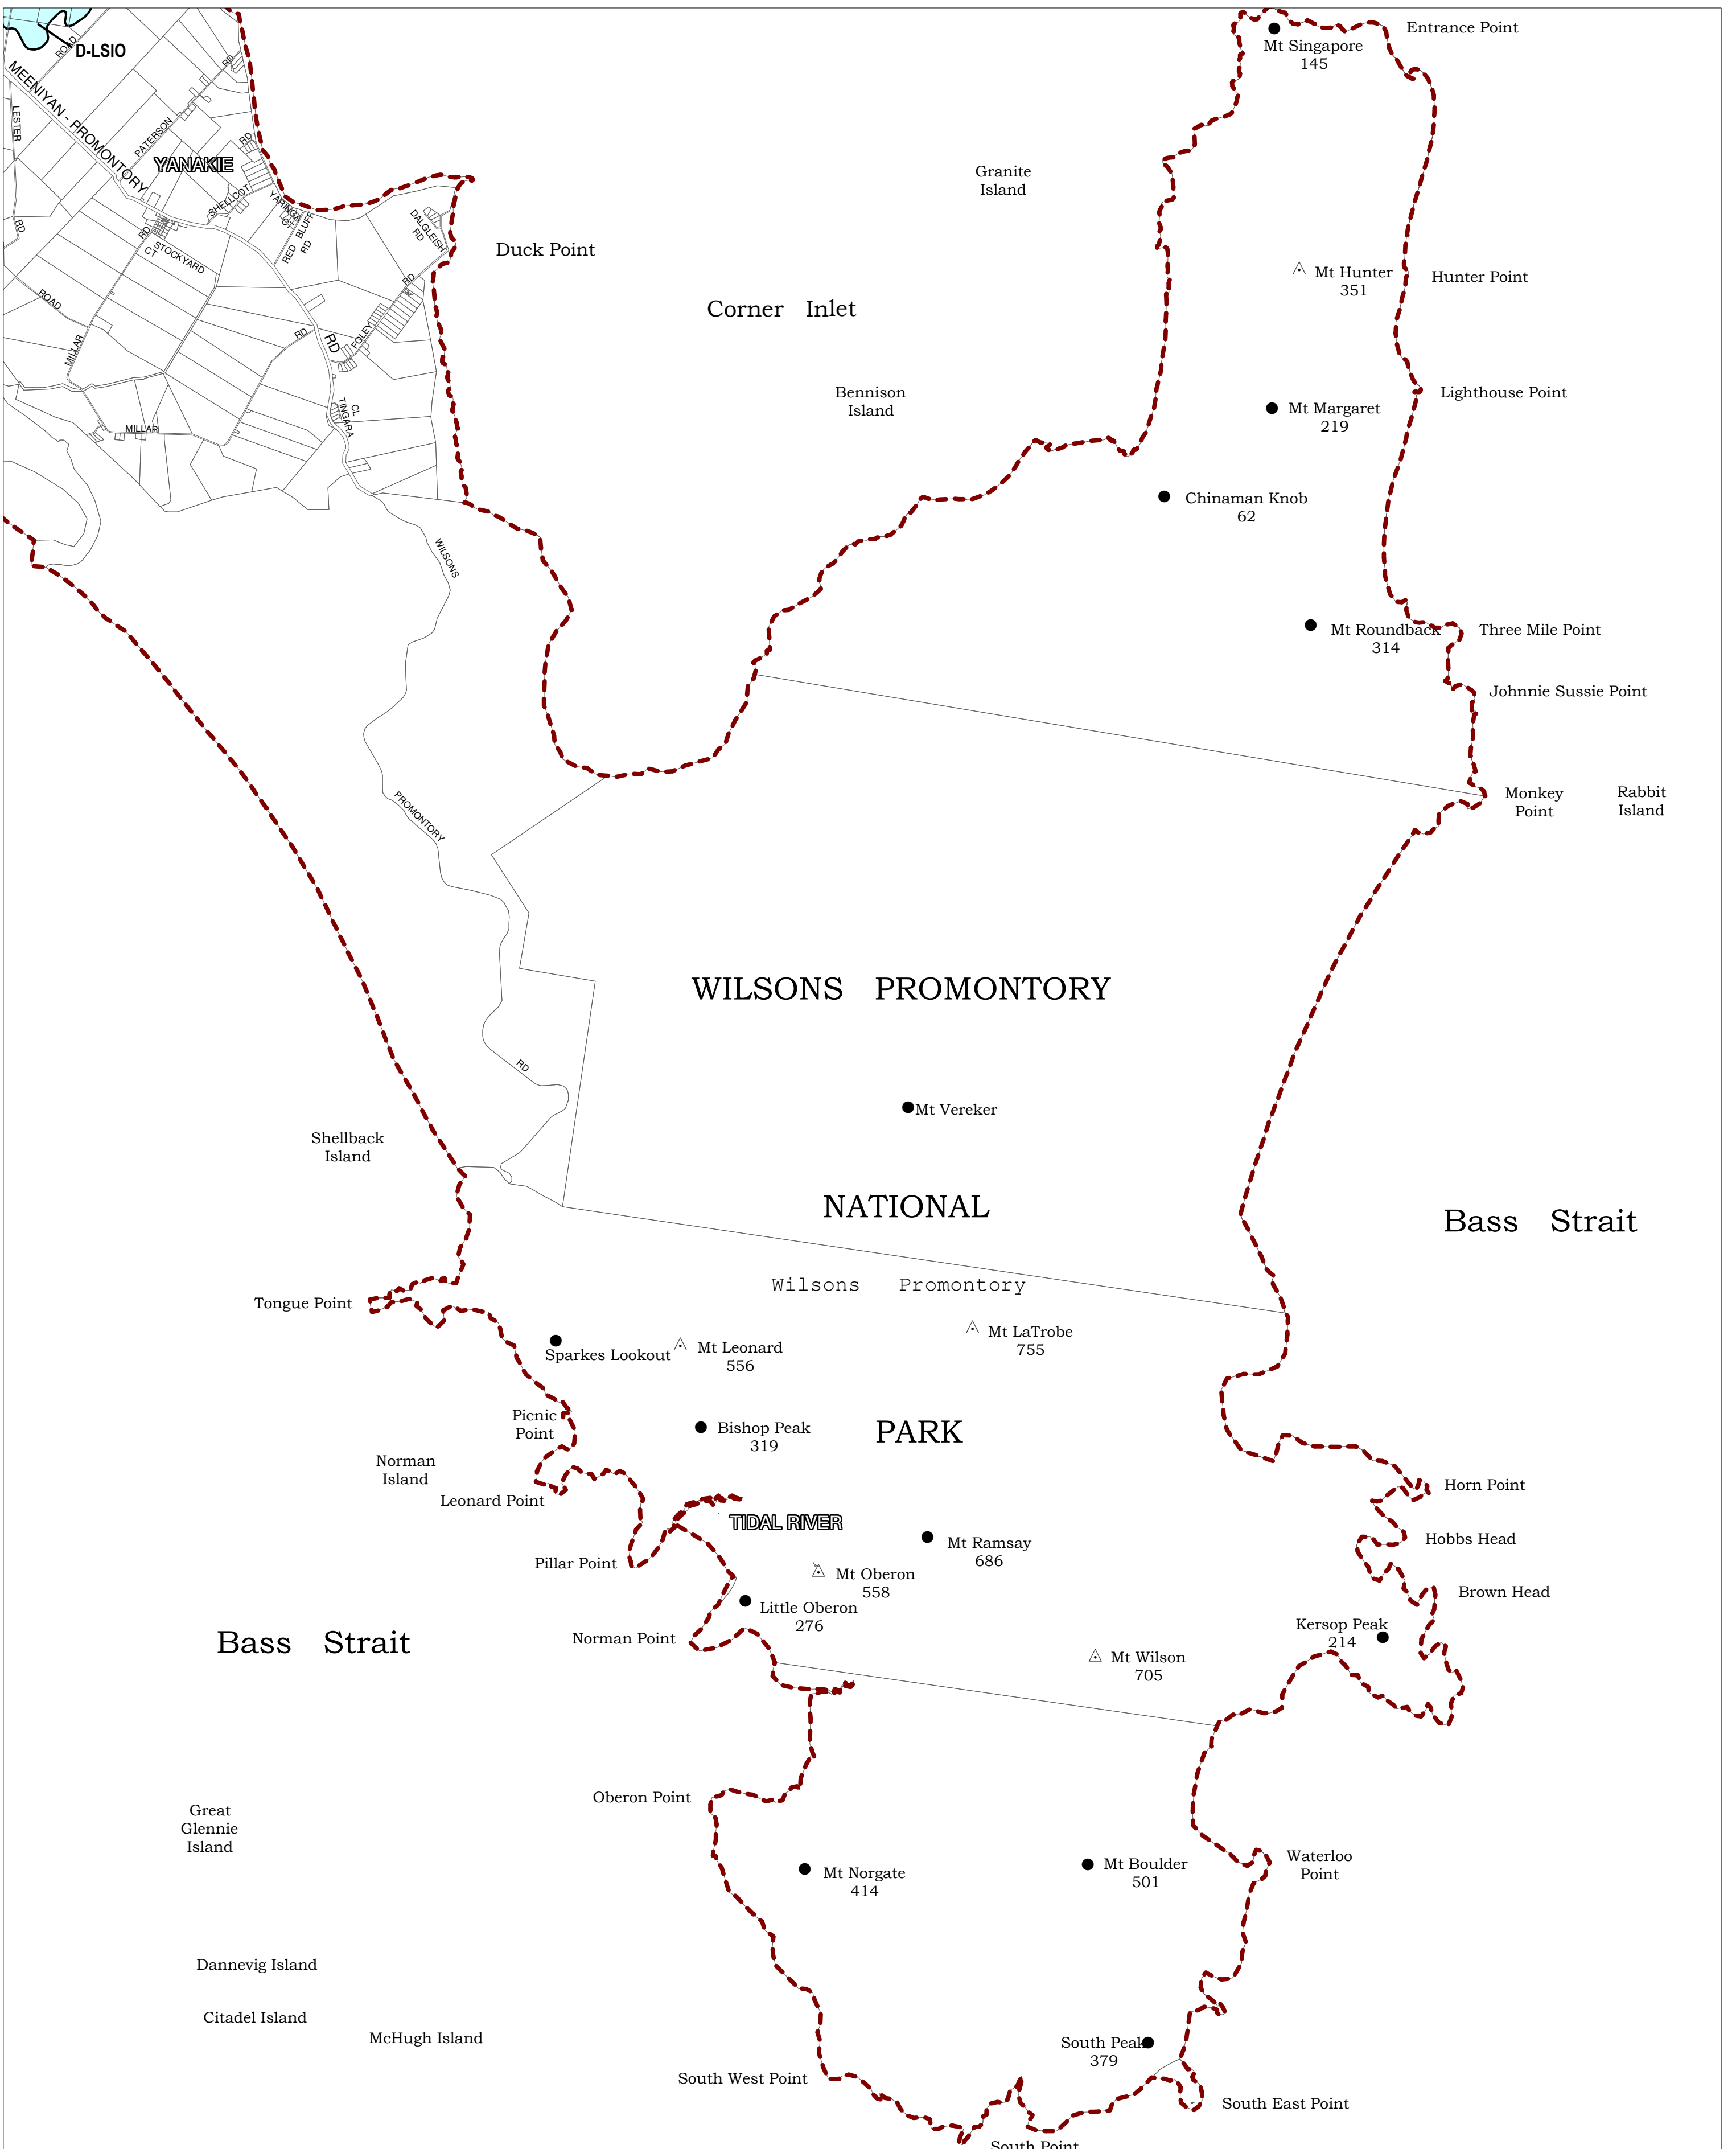 Entrance Point
Mt Singapore
145
D-LSIO
ROAD
RD
LESTER
RD
MEENIYAN - PROMONTORY
PATERSON
RD
YANAKIE
SHELLCOT
YARINGA
CT
RED BLUFF
RD
DALGLEISH
RD
Granite
Island
Duck Point
STOCKYARD
CT
RD
ROAD
MILLAR
RD
RD
FOLEY
RD
Corner Inlet
Mt Hunter
351
Hunter Point
Bennison
Island
TINGARA
CL
MILLAR
Lighthouse Point
Mt Margaret
219
Chinaman Knob
62
WILSONS
Mt Roundback
314
Three Mile Point
Johnnie Sussie Point
PROMONTORY
Monkey
Point
Rabbit
Island
WILSONS PROMONTORY
RD
Mt Vereker
Shellback
Island
NATIONAL
Bass Strait
Wilsons Promontory
Tongue Point
Mt LaTrobe
755
Sparkes Lookout
Mt Leonard
556
Picnic
Point
Bishop Peak
319
PARK
Norman
Island
Leonard Point
Horn Point
TIDAL RIVER
Hobbs Head
Mt Ramsay
686
Pillar Point
Mt Oberon
558
Brown Head
Little Oberon
276
Kersop Peak
214
Bass Strait
Norman Point
Mt Wilson
705
Oberon Point
Great
Glennie
Island
Waterloo
Point
Mt Norgate
414
Mt Boulder
501
Dannevig Island
Citadel Island
McHugh Island
South Peak
379
South West Point
South East Point
South Point